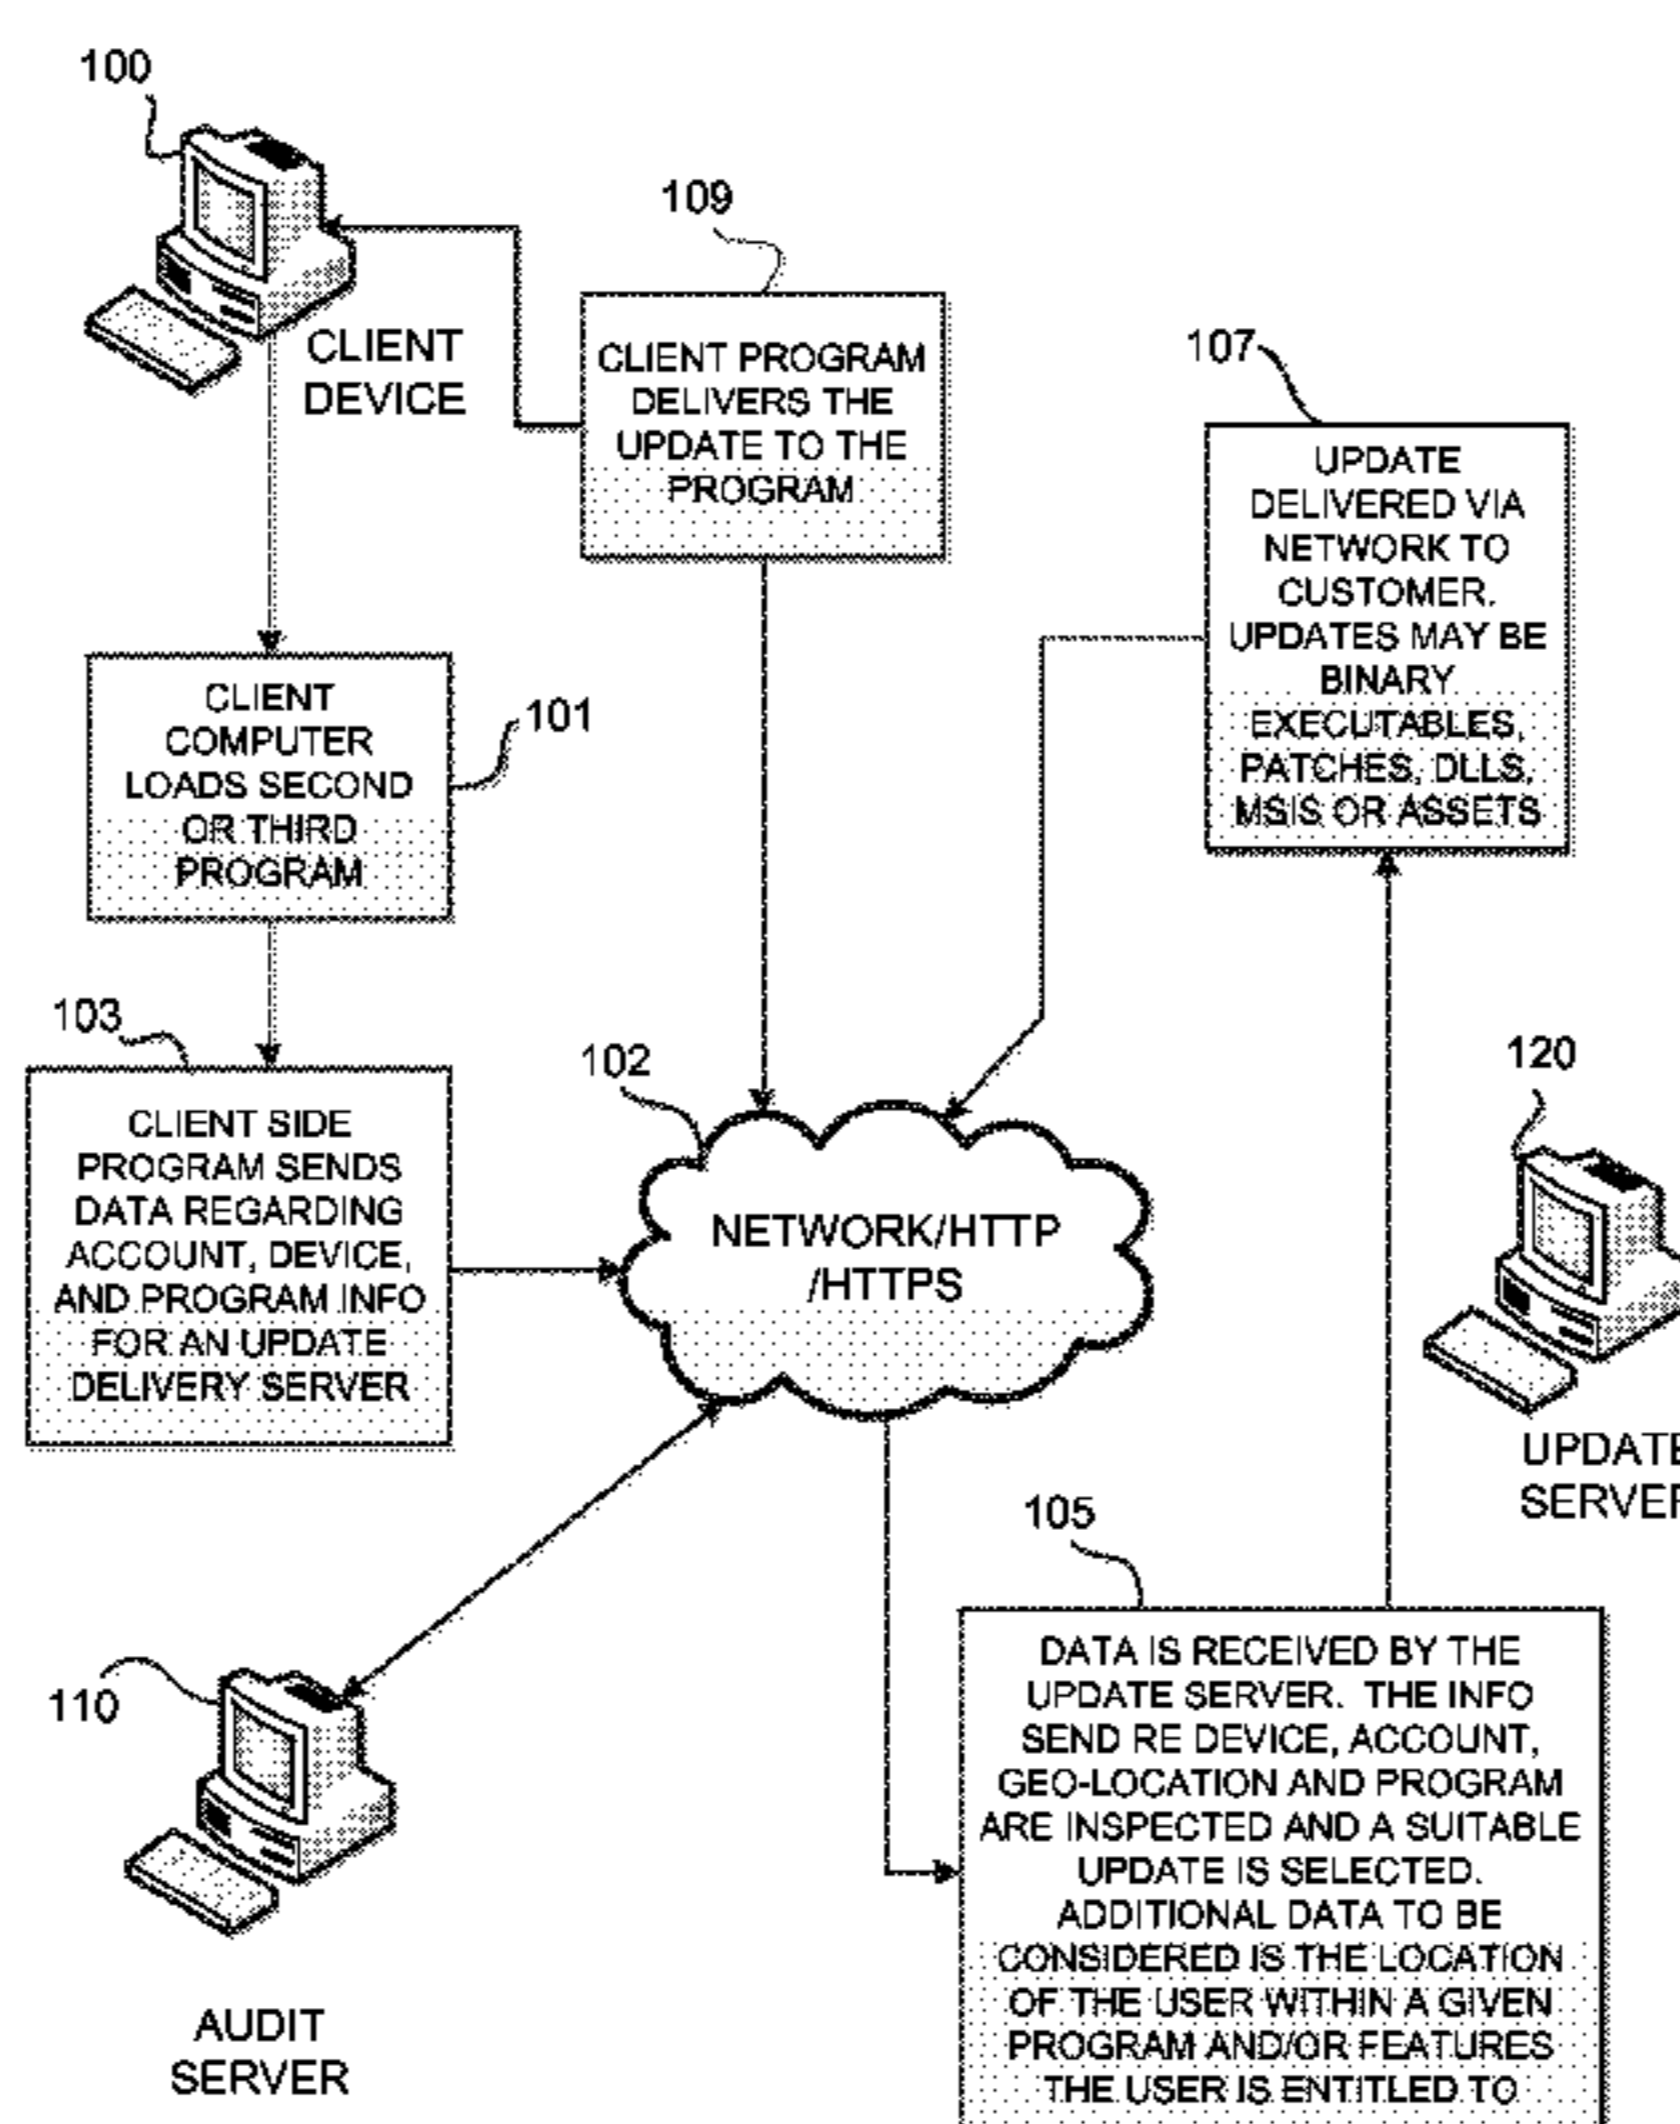 100
CLIENT
DEVICE
109
CLIENT PROGRAM
DELIVERS THE
UPDATE TO THE
PROGRAM
107
UPDATE
DELIVERED VIA
NETWORK TO
CUSTOMER.
UPDATES MAY BE
BINARY
EXECUTABLES,
PATCHES, DLLS,
MSIS OR ASSETS
CLIENT
COMPUTER
LOADS SECOND
OR THIRD
PROGRAM
101
103
CLIENT SIDE
PROGRAM SENDS
DATA REGARDING
ACCOUNT, DEVICE,
AND PROGRAM INFO
FOR AN UPDATE
DELIVERY SERVER
102
NETWORK/HTTP
/HTTPS
120
UPDATE
SERVER
110
AUDIT
SERVER
105
DATA IS RECEIVED BY THE
UPDATE SERVER. THE INFO
SEND RE DEVICE, ACCOUNT,
GEO-LOCATION AND PROGRAM
ARE INSPECTED AND A SUITABLE
UPDATE IS SELECTED.
ADDITIONAL DATA TO BE
CONSIDERED IS THE LOCATION
OF THE USER WITHIN A GIVEN
PROGRAM AND/OR FEATURES
THE USER IS ENTITLED TO